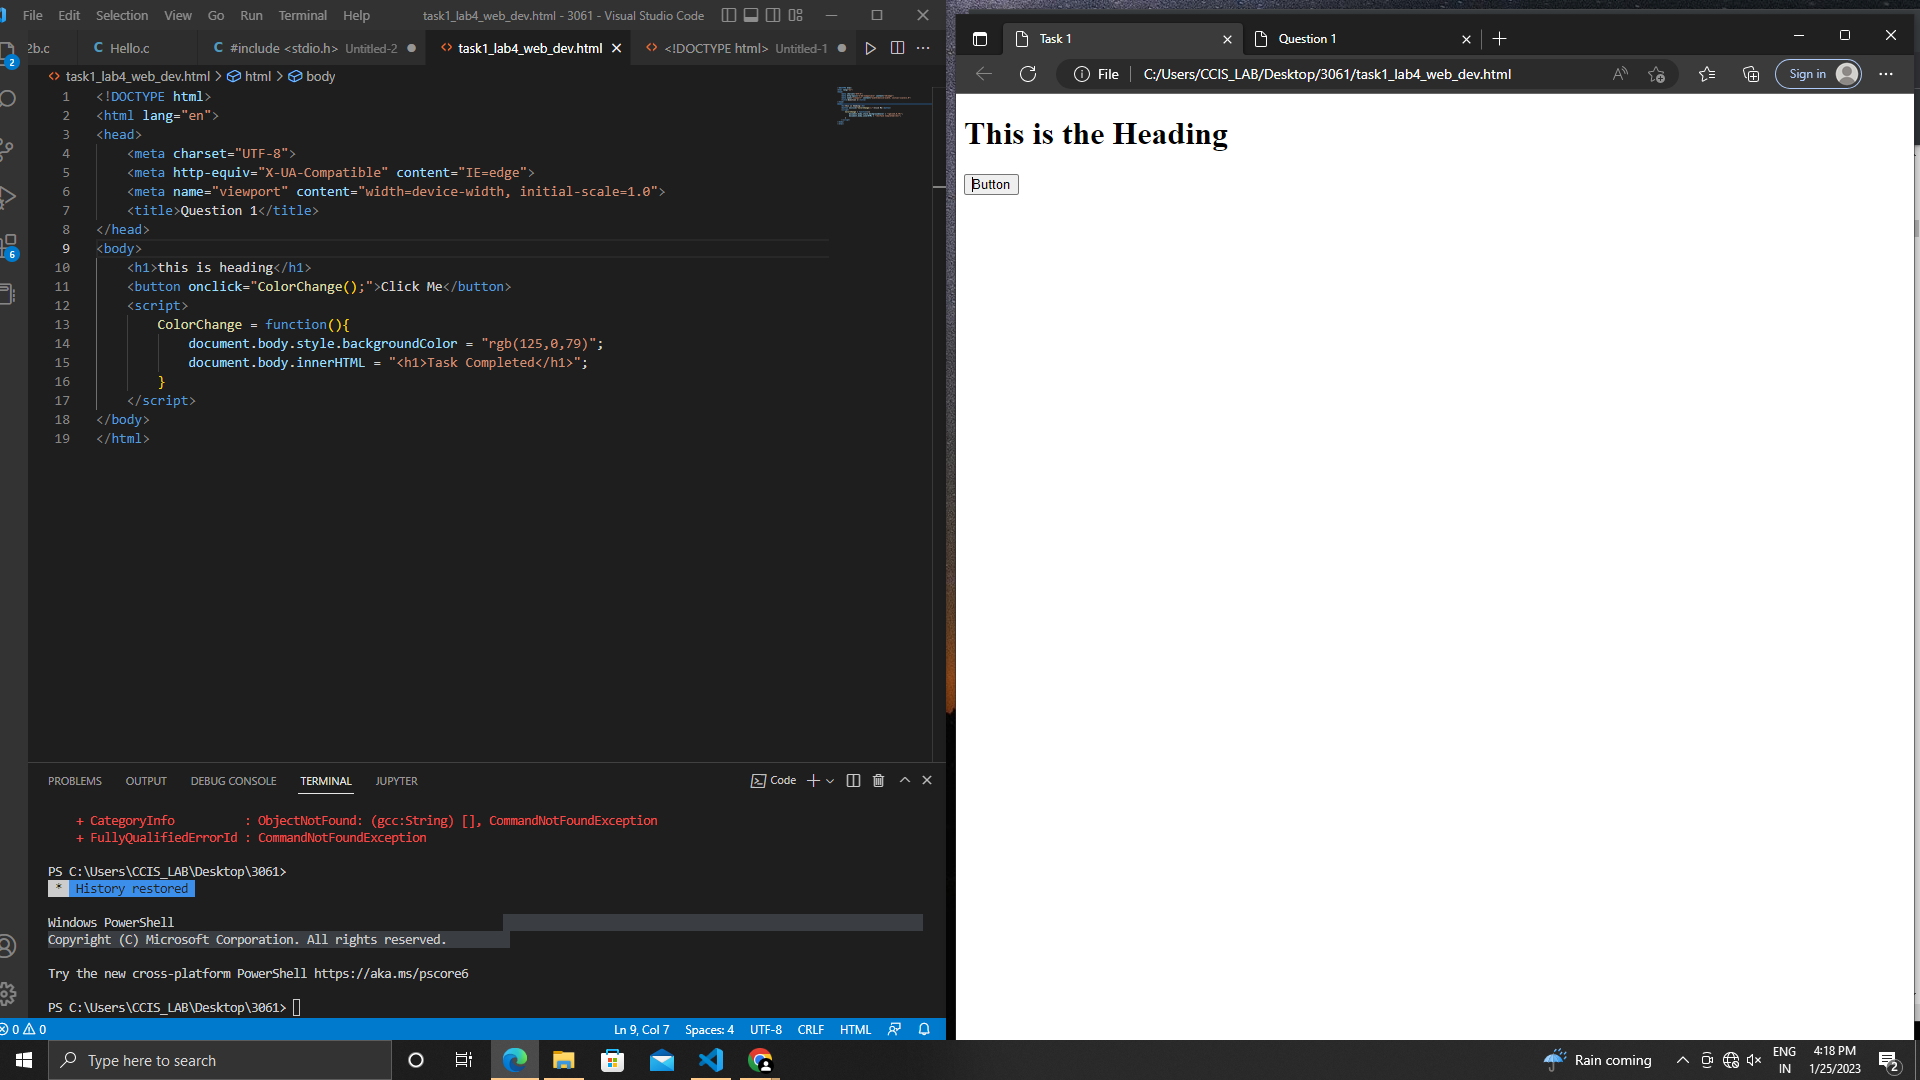 File Edit Selection View Go Run Terminal Help task1_lab4_web_dev.html - 3061 - Visual Studio Code
2b.c Hello.c #include <stdio.h> Untitled-2 task1_lab4_web_dev.html <!DOCTYPE html> Untitled-1
task1_lab4_web_dev.html > html > body
1 <!DOCTYPE html>
2 <html lang="en">
3 <head>
4 <meta charset="UTF-8">
5 <meta http-equiv="X-UA-Compatible" content="IE=edge">
6 <meta name="viewport" content="width=device-width, initial-scale=1.0">
7 <title>Question 1</title>
8 </head>
9 <body>
10 <h1>this is heading</h1>
11 <button onclick="ColorChange();">Click Me</button>
12 <script>
13 ColorChange = function(){
14 document.body.style.backgroundColor = "rgb(125,0,79)";
15 document.body.innerHTML = "<h1>Task Completed</h1>";
16 }
17 </script>
18 </body>
19 </html>
2
6
PROBLEMS OUTPUT DEBUG CONSOLE TERMINAL JUPYTER Code
+ CategoryInfo : ObjectNotFound: (gcc:String) [], CommandNotFoundException
+ FullyQualifiedErrorId : CommandNotFoundException
PS C:\Users\CCIS_LAB\Desktop\3061>
* History restored
Windows PowerShell
Copyright (C) Microsoft Corporation. All rights reserved.
Try the new cross-platform PowerShell https://aka.ms/pscore6
PS C:\Users\CCIS_LAB\Desktop\3061>
0 0 Ln 9, Col 7 Spaces: 4 UTF-8 CRLF HTML
Task 1 Question 1
File C:/Users/CCIS_LAB/Desktop/3061/task1_lab4_web_dev.html Sign in
This is the Heading
Button
Type here to search Rain coming ENG 4:18 PM
IN 1/25/2023 2